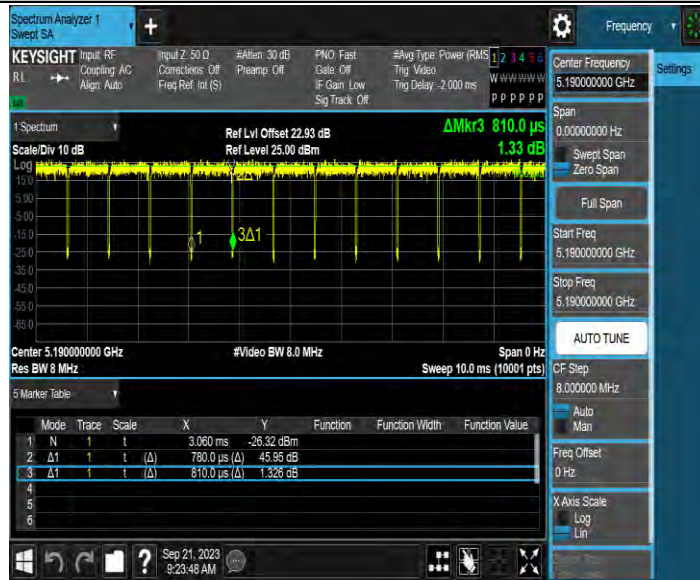 Spectrum Analyzer 1
Swept SA
Frequency
KEYSIGHT
RL
Input: RF
Coupling: AC
Align: Auto
Input Z: 50 Ω
Corrections: Off
Freq Ref: Int (S)
#Atten: 30 dB
Preamp: Off
PNO: Fast
Gate: Off
IF Gain: Low
Sig Track: Off
#Avg Type: Power (RMS
Trig: Video
Trig Delay: -2.000 ms
1 2 3 4 5 6
W W W W W W
P P P P P P
1 Spectrum
Scale/Div 10 dB
Ref Lvl Offset 22.93 dB
Ref Level 25.00 dBm
ΔMkr3 810.0 µs
1.33 dB
Log
15.0
5.00
-5.00
-15.0
-25.0
-35.0
-45.0
-55.0
-65.0
2Δ1
1
3Δ1
Center 5.190000000 GHz
#Video BW 8.0 MHz
Span 0 Hz
Res BW 8 MHz
Sweep 10.0 ms (10001 pts)
5 Marker Table
Mode Trace Scale X Y Function Function Width Function Value
1 N 1 t 3.060 ms -26.32 dBm
2 Δ1 1 t (Δ) 780.0 µs (Δ) 45.95 dB
3 Δ1 1 t (Δ) 810.0 µs (Δ) 1.326 dB
4
5
6
Sep 21, 2023
9:23:48 AM
Center Frequency
5.190000000 GHz
Settings
Span
0.00000000 Hz
Swept Span
Zero Span
Full Span
Start Freq
5.190000000 GHz
Stop Freq
5.190000000 GHz
AUTO TUNE
CF Step
8.000000 MHz
Auto
Man
Freq Offset
0 Hz
X Axis Scale
Log
Lin